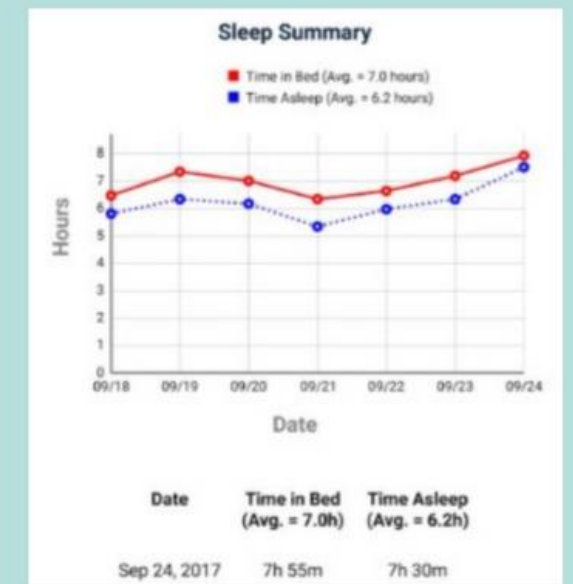 Sleep Summary
Time in Bed (Avg. = 7.0 hours)
Time Asleep (Avg. = 6.2 hours)
8
7
6
5
4
3
2
1
0
Hours
09/18 09/19 09/20 09/21 09/22 09/23 09/24
Date
Date Time in Bed Time Asleep
(Avg. = 7.0h) (Avg. = 6.2h)
Sep 24, 2017 7h 55m 7h 30m